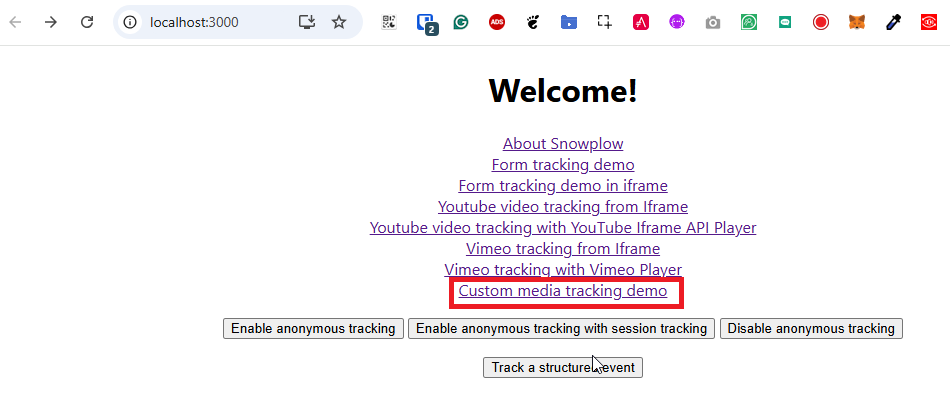 localhost:3000
ADS
2
Welcome!
About Snowplow
Form tracking demo
Form tracking demo in iframe
Youtube video tracking from Iframe
Youtube video tracking with YouTube Iframe API Player
Vimeo tracking from Iframe
Vimeo tracking with Vimeo Player
Custom media tracking demo
Enable anonymous tracking Enable anonymous tracking with session tracking Disable anonymous tracking
Track a structured event